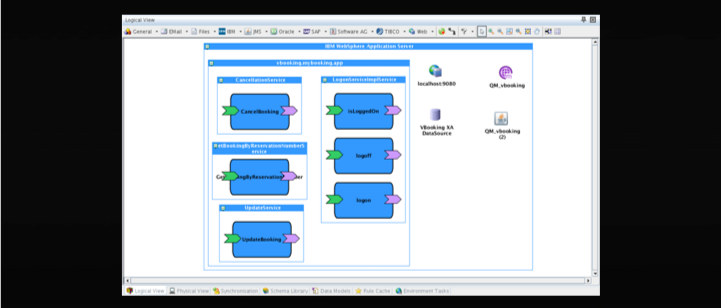 Logical View
General
EMail
Files
IBM
JMS
Oracle
SAP
Software AG
TIBCO
Web
IBM WebSphere Application Server
vbooking.mybooking.app
CancellationService
CancelBooking
LogonServiceImplService
isLoggedOn
localhost:9080
QM_vbooking
VBooking XA
DataSource
QM_vbooking
(2)
etBookingByReservationNumberS
ervice
logoff
UpdateService
logon
UpdateBooking
Logical View
Physical View
Synchronisation
Schema Library
Data Models
Rule Cache
Environment Tasks